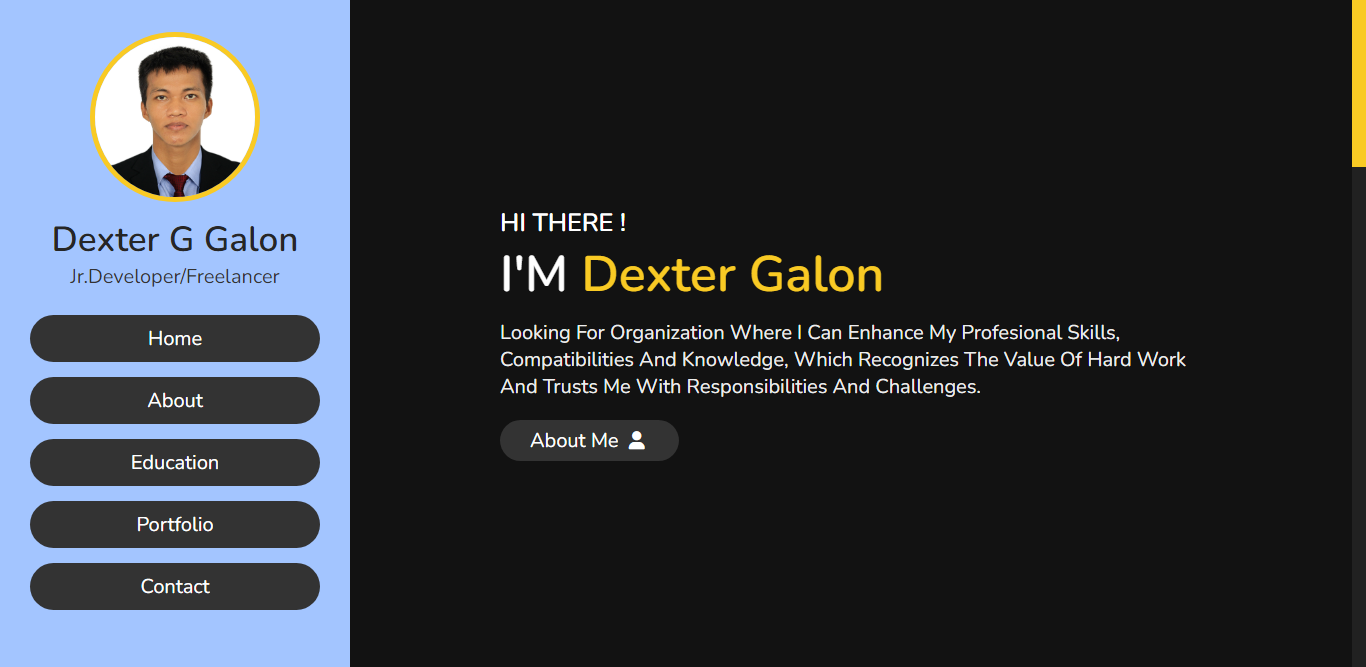 Dexter G Galon
Jr.Developer/Freelancer
Home
About
Education
Portfolio
Contact
HI THERE !
I'M Dexter Galon
Looking For Organization Where I Can Enhance My Profesional Skills,
Compatibilities And Knowledge, Which Recognizes The Value Of Hard Work
And Trusts Me With Responsibilities And Challenges.
About Me